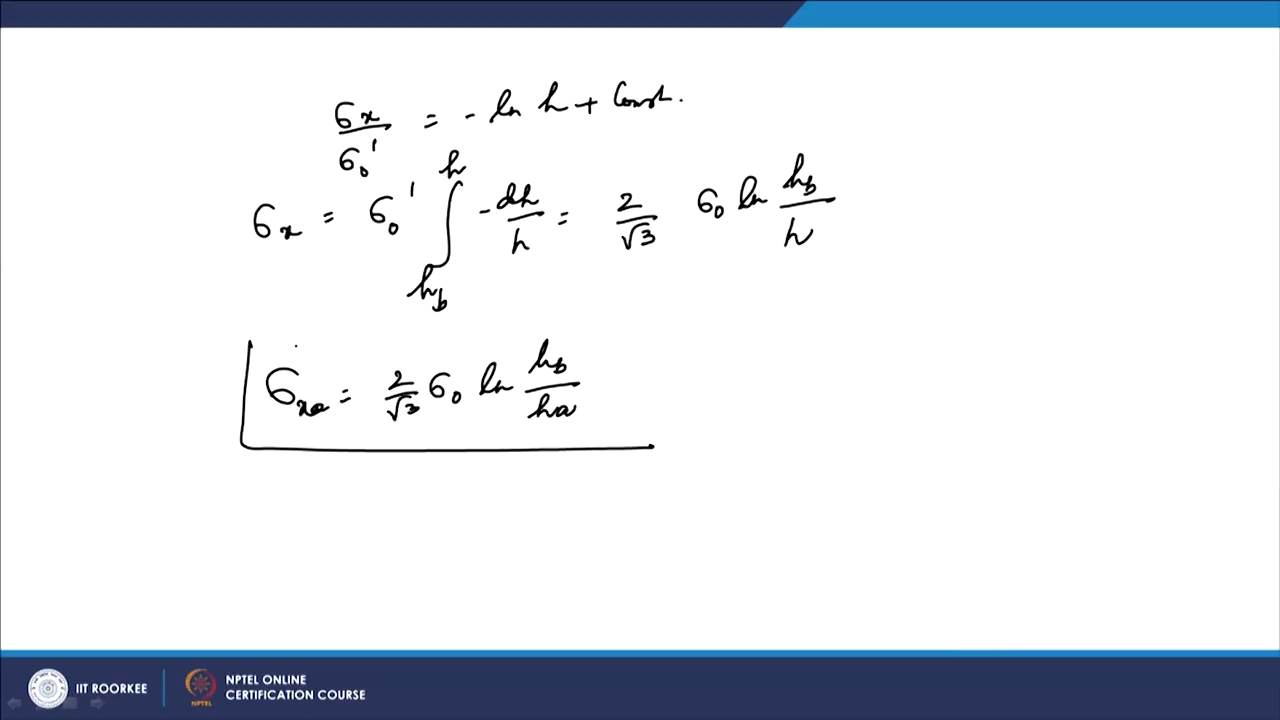 σx/σ0' = - ln h + Const.
σx = σ0' ∫_{hb}^{h} - dh/h = 2/√3 σ0 ln hb/h
σxa = 2/√3 σ0 ln hb/ha
IIT ROORKEE
NPTEL ONLINE
CERTIFICATION COURSE
NPTEL